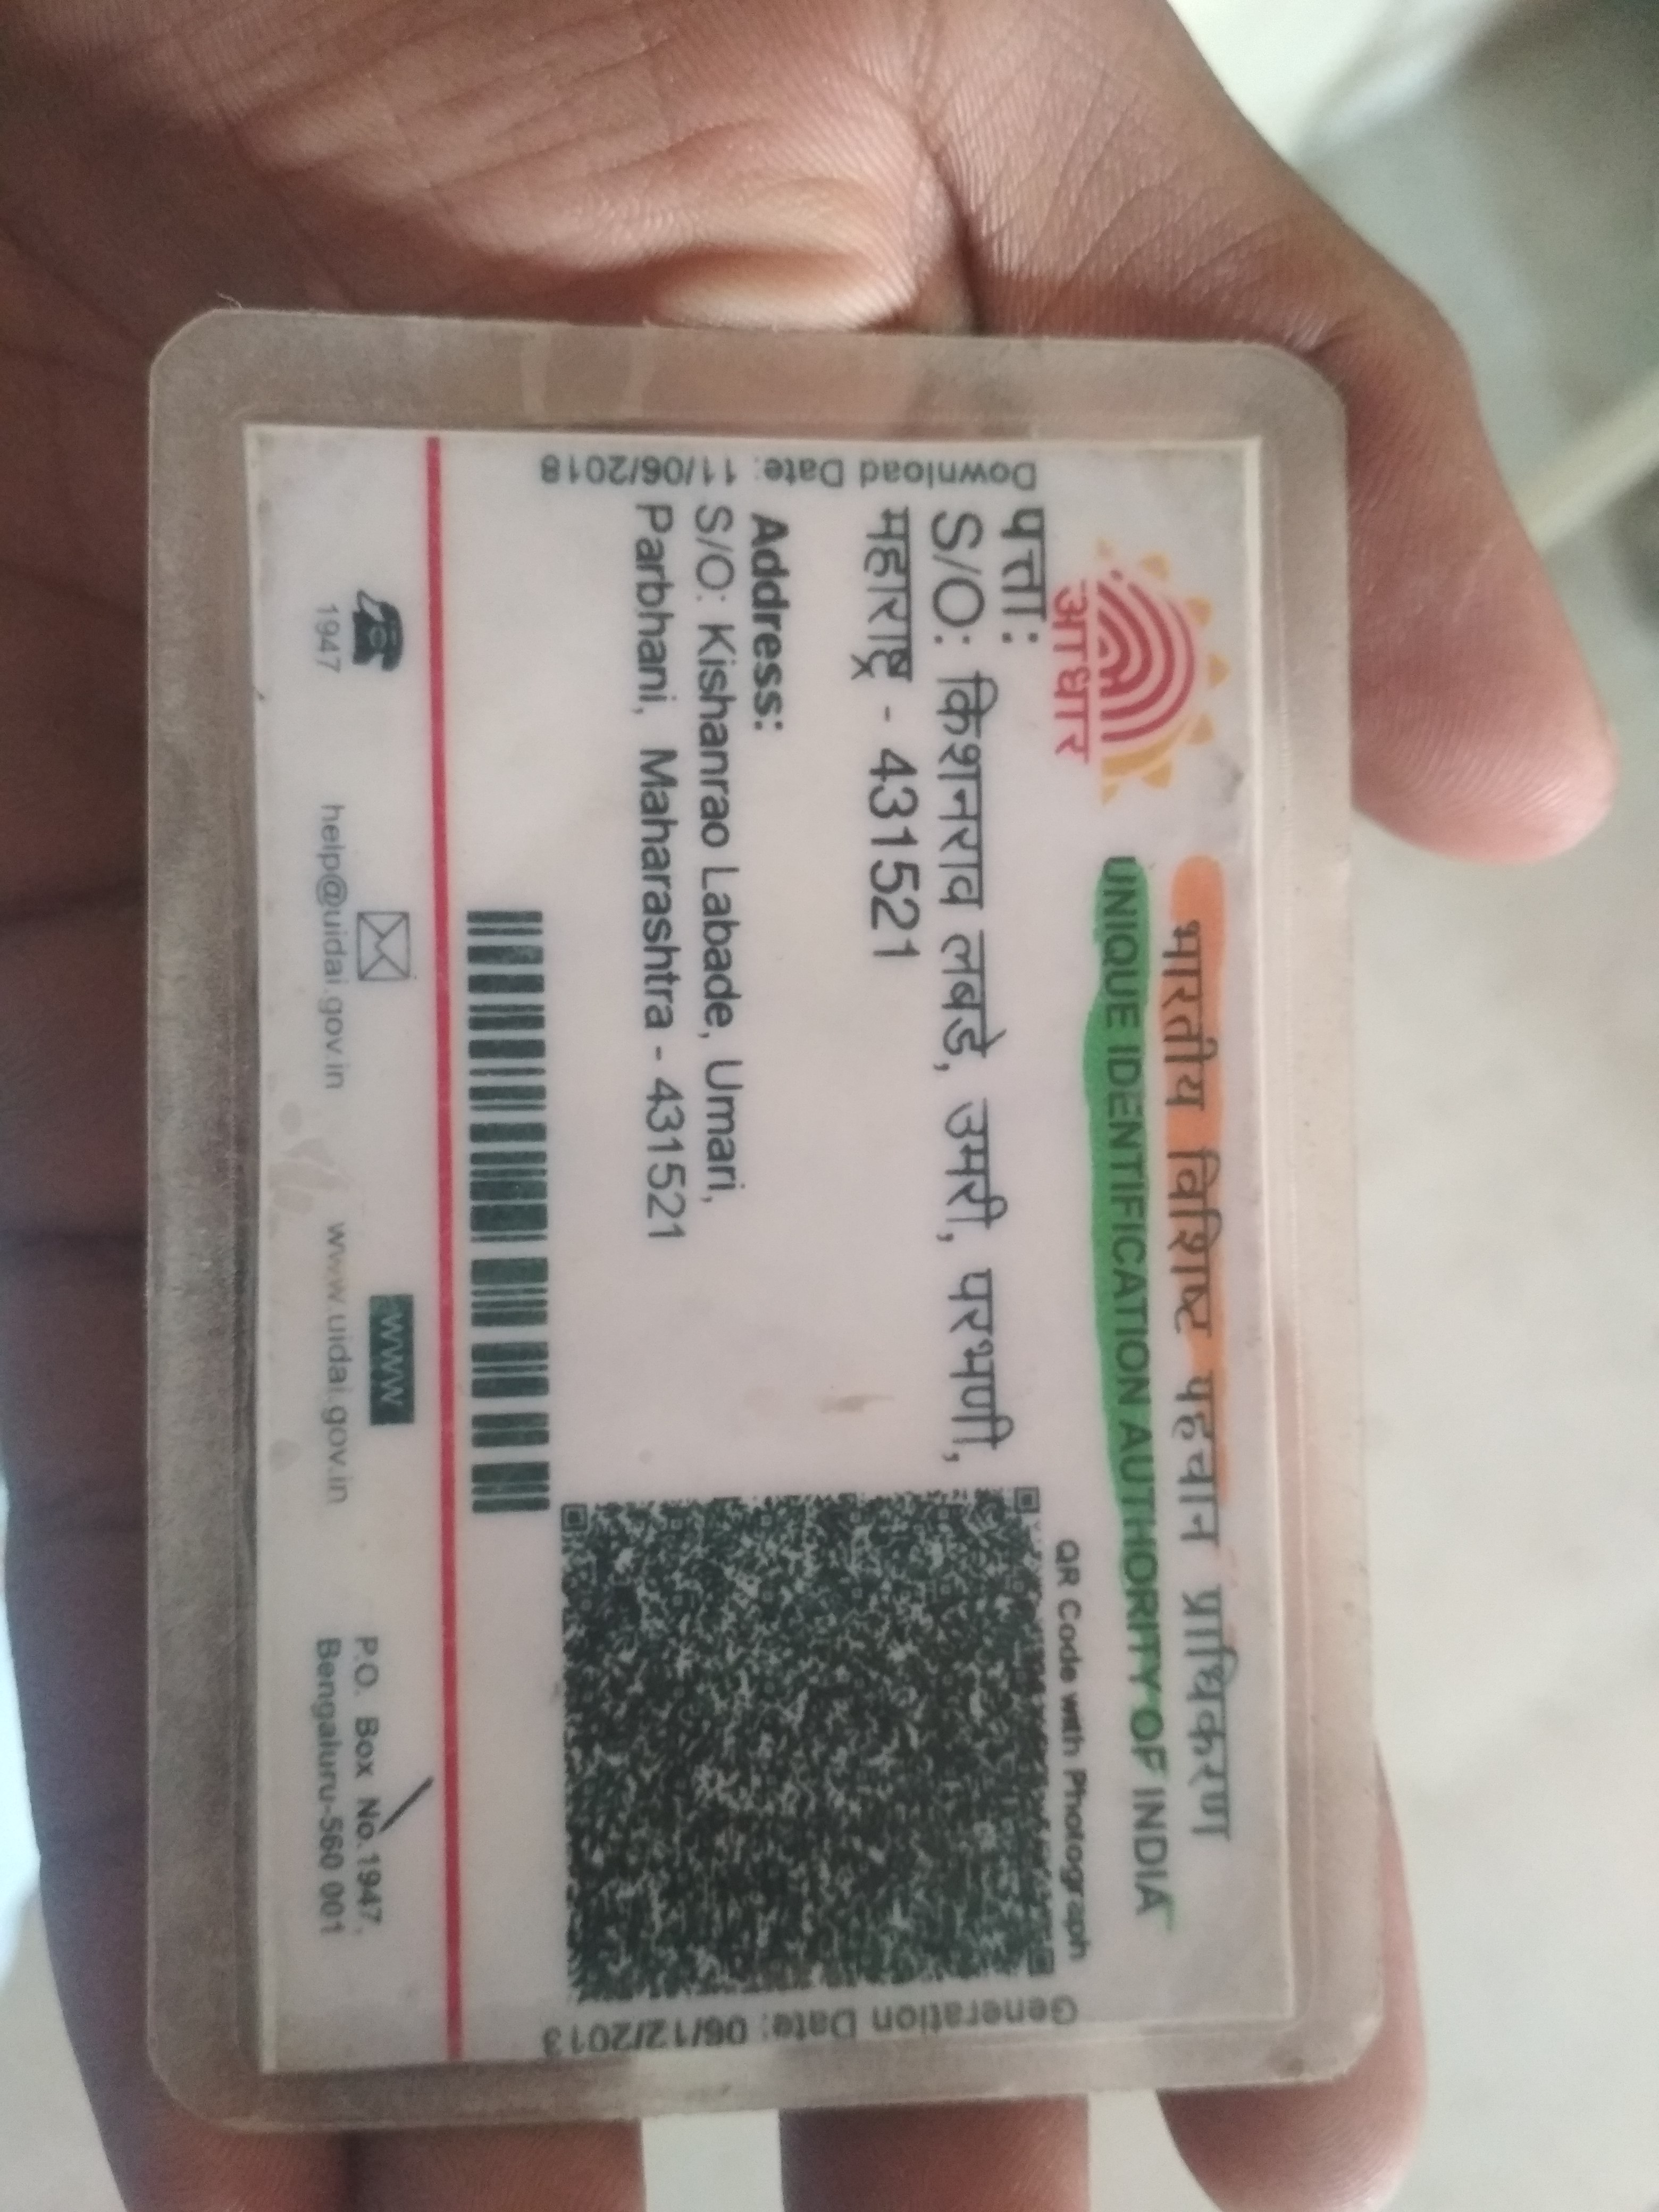 भारतीय विशिष्ट पहचान प्राधिकरण
UNIQUE IDENTIFICATION AUTHORITY OF INDIA
आधार
QR Code with Photograph
पत्ता:
S/O: किशनराव लबडे, उमरी, परभणी,
महाराष्ट्र - 431521
Address:
S/O: Kishanrao Labade, Umari,
Parbhani, Maharashtra - 431521
Download Date: 11/06/2018
Generation Date: 06/12/2013
1947
help@uidai.gov.in
WWW
www.uidai.gov.in
P.O. Box No.1947,
Bengaluru-560 001